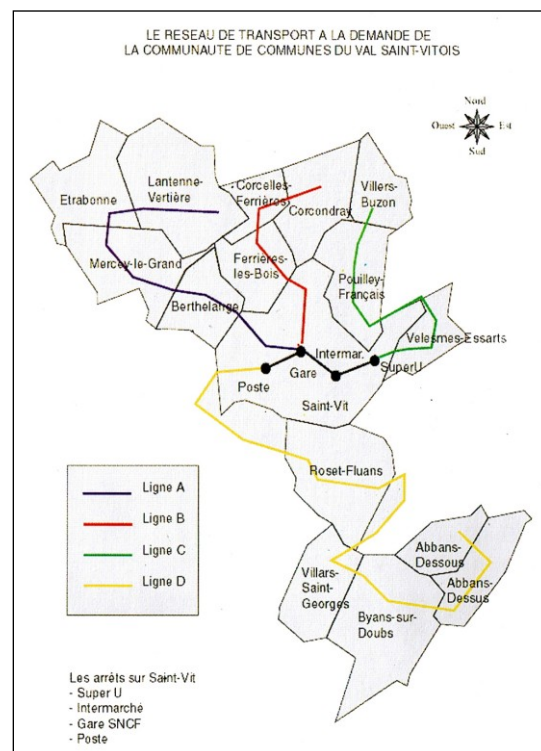 LE RESEAU DE TRANSPORT A LA DEMANDE DE
LA COMMUNAUTE DE COMMUNES DU VAL SAINT-VITOIS
Nord
Ouest
Est
Sud
Etrabonne
Lantenne-
Vertière
Corcelles-
Ferrières
Corcondray
Villers-
Buzon
Mercey-le-Grand
Ferrières-
les-Bois
Pouilley-
Français
Berthelange
Velesmes-Essarts
Intermar.
SuperU
Gare
Poste
Saint-Vit
Roset-Fluans
Ligne A
Ligne B
Ligne C
Ligne D
Abbans-
Dessous
Abbans-
Dessus
Villars-
Saint-
Georges
Byans-sur-
Doubs
Les arrêts sur Saint-Vit
- Super U
- Intermarché
- Gare SNCF
- Poste